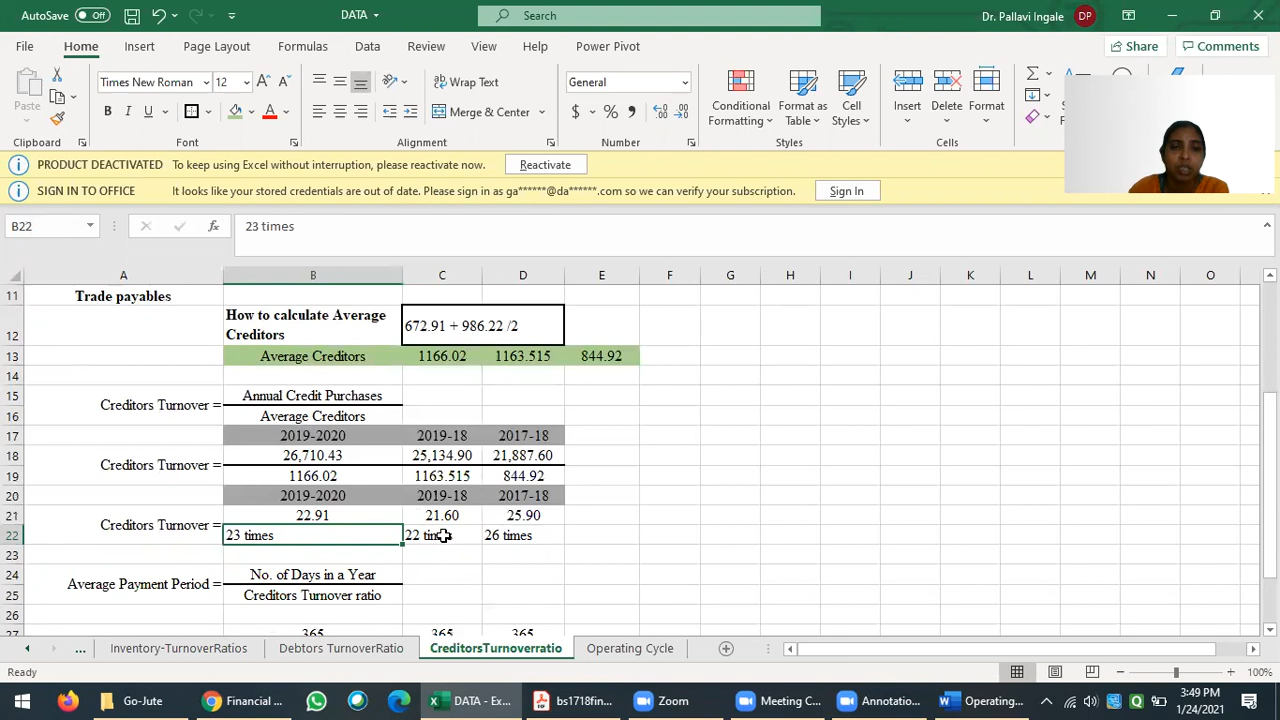 AutoSave Off DATA Search Dr. Pallavi Ingale DP
File Home Insert Page Layout Formulas Data Review View Help Power Pivot Share Comments
Paste Times New Roman 12 Wrap Text General Conditional Formatting Format as Table Cell Styles Insert Delete Format
B I U A Merge & Center $ % ,
Clipboard Font Alignment Number Styles Cells
PRODUCT DEACTIVATED To keep using Excel without interruption, please reactivate now. Reactivate
SIGN IN TO OFFICE It looks like your stored credentials are out of date. Please sign in as ga******@da******.com so we can verify your subscription. Sign In
B22 fx 23 times
A B C D E F G H I J K L M N O
11 Trade payables
12 How to calculate Average Creditors 672.91 + 986.22 /2
13 Average Creditors 1166.02 1163.515 844.92
14
15 Annual Credit Purchases
Creditors Turnover =
16 Average Creditors
17 2019-2020 2019-18 2017-18
18 26,710.43 25,134.90 21,887.60
Creditors Turnover =
19 1166.02 1163.515 844.92
20 2019-2020 2019-18 2017-18
21 22.91 21.60 25.90
Creditors Turnover =
22 23 times 22 times 26 times
23
24 No. of Days in a Year
Average Payment Period =
25 Creditors Turnover ratio
26
27 365 365 365
... Inventory-TurnoverRatios Debtors TurnoverRatio CreditorsTurnoverratio Operating Cycle
Ready 100%
Go-Jute Financial ... DATA - Exc... bs1718fin... Zoom Meeting C... Annotatio... Operating... 3:49 PM
1/24/2021